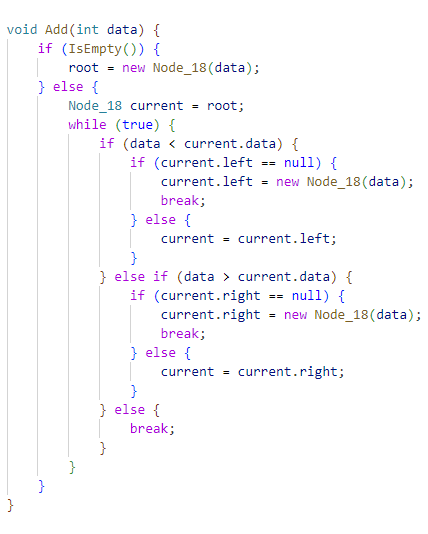 void Add(int data) {
    if (IsEmpty()) {
        root = new Node_18(data);
    } else {
        Node_18 current = root;
        while (true) {
            if (data < current.data) {
                if (current.left == null) {
                    current.left = new Node_18(data);
                    break;
                } else {
                    current = current.left;
                }
            } else if (data > current.data) {
                if (current.right == null) {
                    current.right = new Node_18(data);
                    break;
                } else {
                    current = current.right;
                }
            } else {
                break;
            }
        }
    }
}